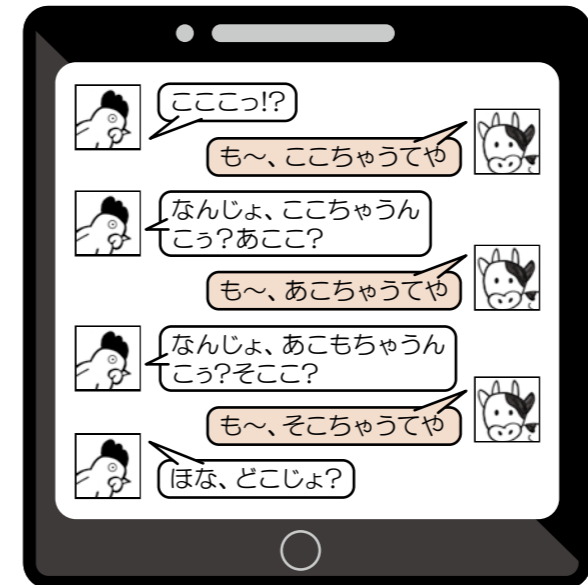 こここっ!?
も～、ここちゃうてや
なんじょ、ここちゃうん
こぅ?あここ?
も～、あこちゃうてや
なんじょ、あこもちゃうん
こぅ?そここ?
も～、そこちゃうてや
ほな、どこじょ?